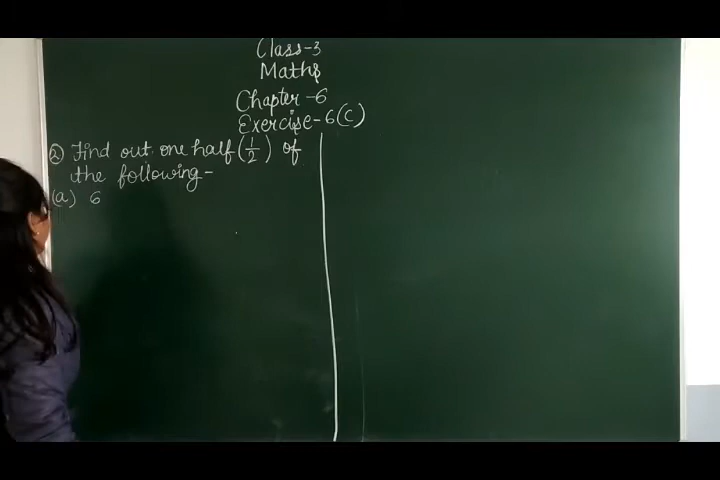 Class-3
Maths
Chapter-6
Exercise-6(C)
② Find out one half (1/2) of
the following-
(a) 6